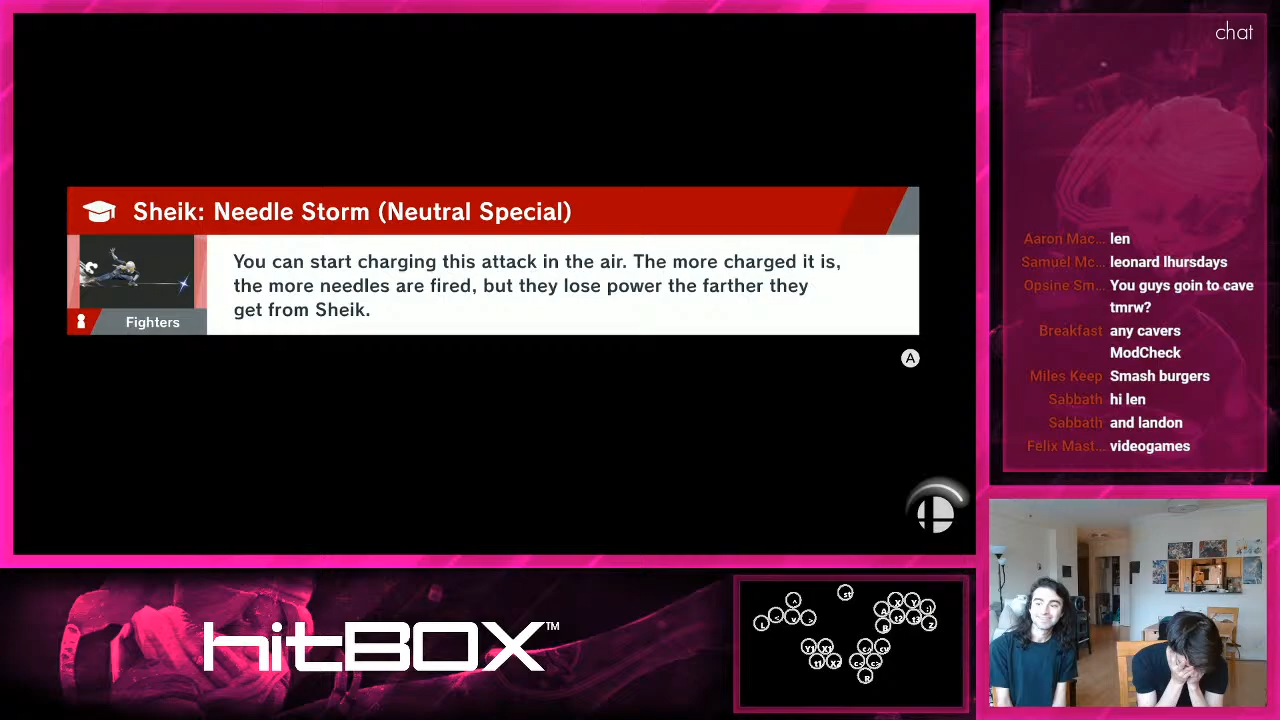 chat
Sheik: Needle Storm (Neutral Special)
You can start charging this attack in the air. The more charged it is,
the more needles are fired, but they lose power the farther they
get from Sheik.
Fighters
A
Aaron Mac... len
Samuel Mc... leonard lhursdays
Opsine Sm... You guys goin to cave
tmrw?
Breakfast any cavers
ModCheck
Miles Keep Smash burgers
Sabbath hi len
Sabbath and landon
Felix Mast... videogames
hitBOX™